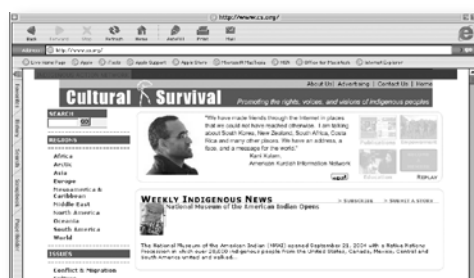 http://www.cs.org/
Back Forward Stop Refresh Home AutoFill Print Mail
Address: http://www.cs.org/
Live Home Page Apple iTools Apple Support Apple Store Microsoft MacTopia MSN Office for Macintosh Internet Explorer
About Us | Advertising | Contact Us | Home
Cultural Survival
Promoting the rights, voices, and visions of indigenous peoples
Favorites
History
Search
Scrapbook
Page Holder
SEARCH
GO
REGIONS
Africa
Arctic
Asia
Europe
Mesoamerica &
Caribbean
Middle East
North America
Oceania
South America
World
ISSUES
Conflict & Migration
"We have made friends through the Internet in places
that we could not have reached otherwise. I am talking
about South Korea, New Zealand, South Africa, Costa
Rica and many other places. We have an address, a
face, and a message for the world."
Kani Xulam,
American Kurdish Information Network
NEXT
Publications
Education
REPLAY
WEEKLY INDIGENOUS NEWS
> SUBSCRIBE > SUBMIT A STORY
National Museum of the American Indian Opens
The National Museum of the American Indian (NMAI) opened September 21, 2004 with a Native Nations
Procession in which over 20,000 indigenous people from the United States, Canada, Mexico, Central and
South America united and walked...